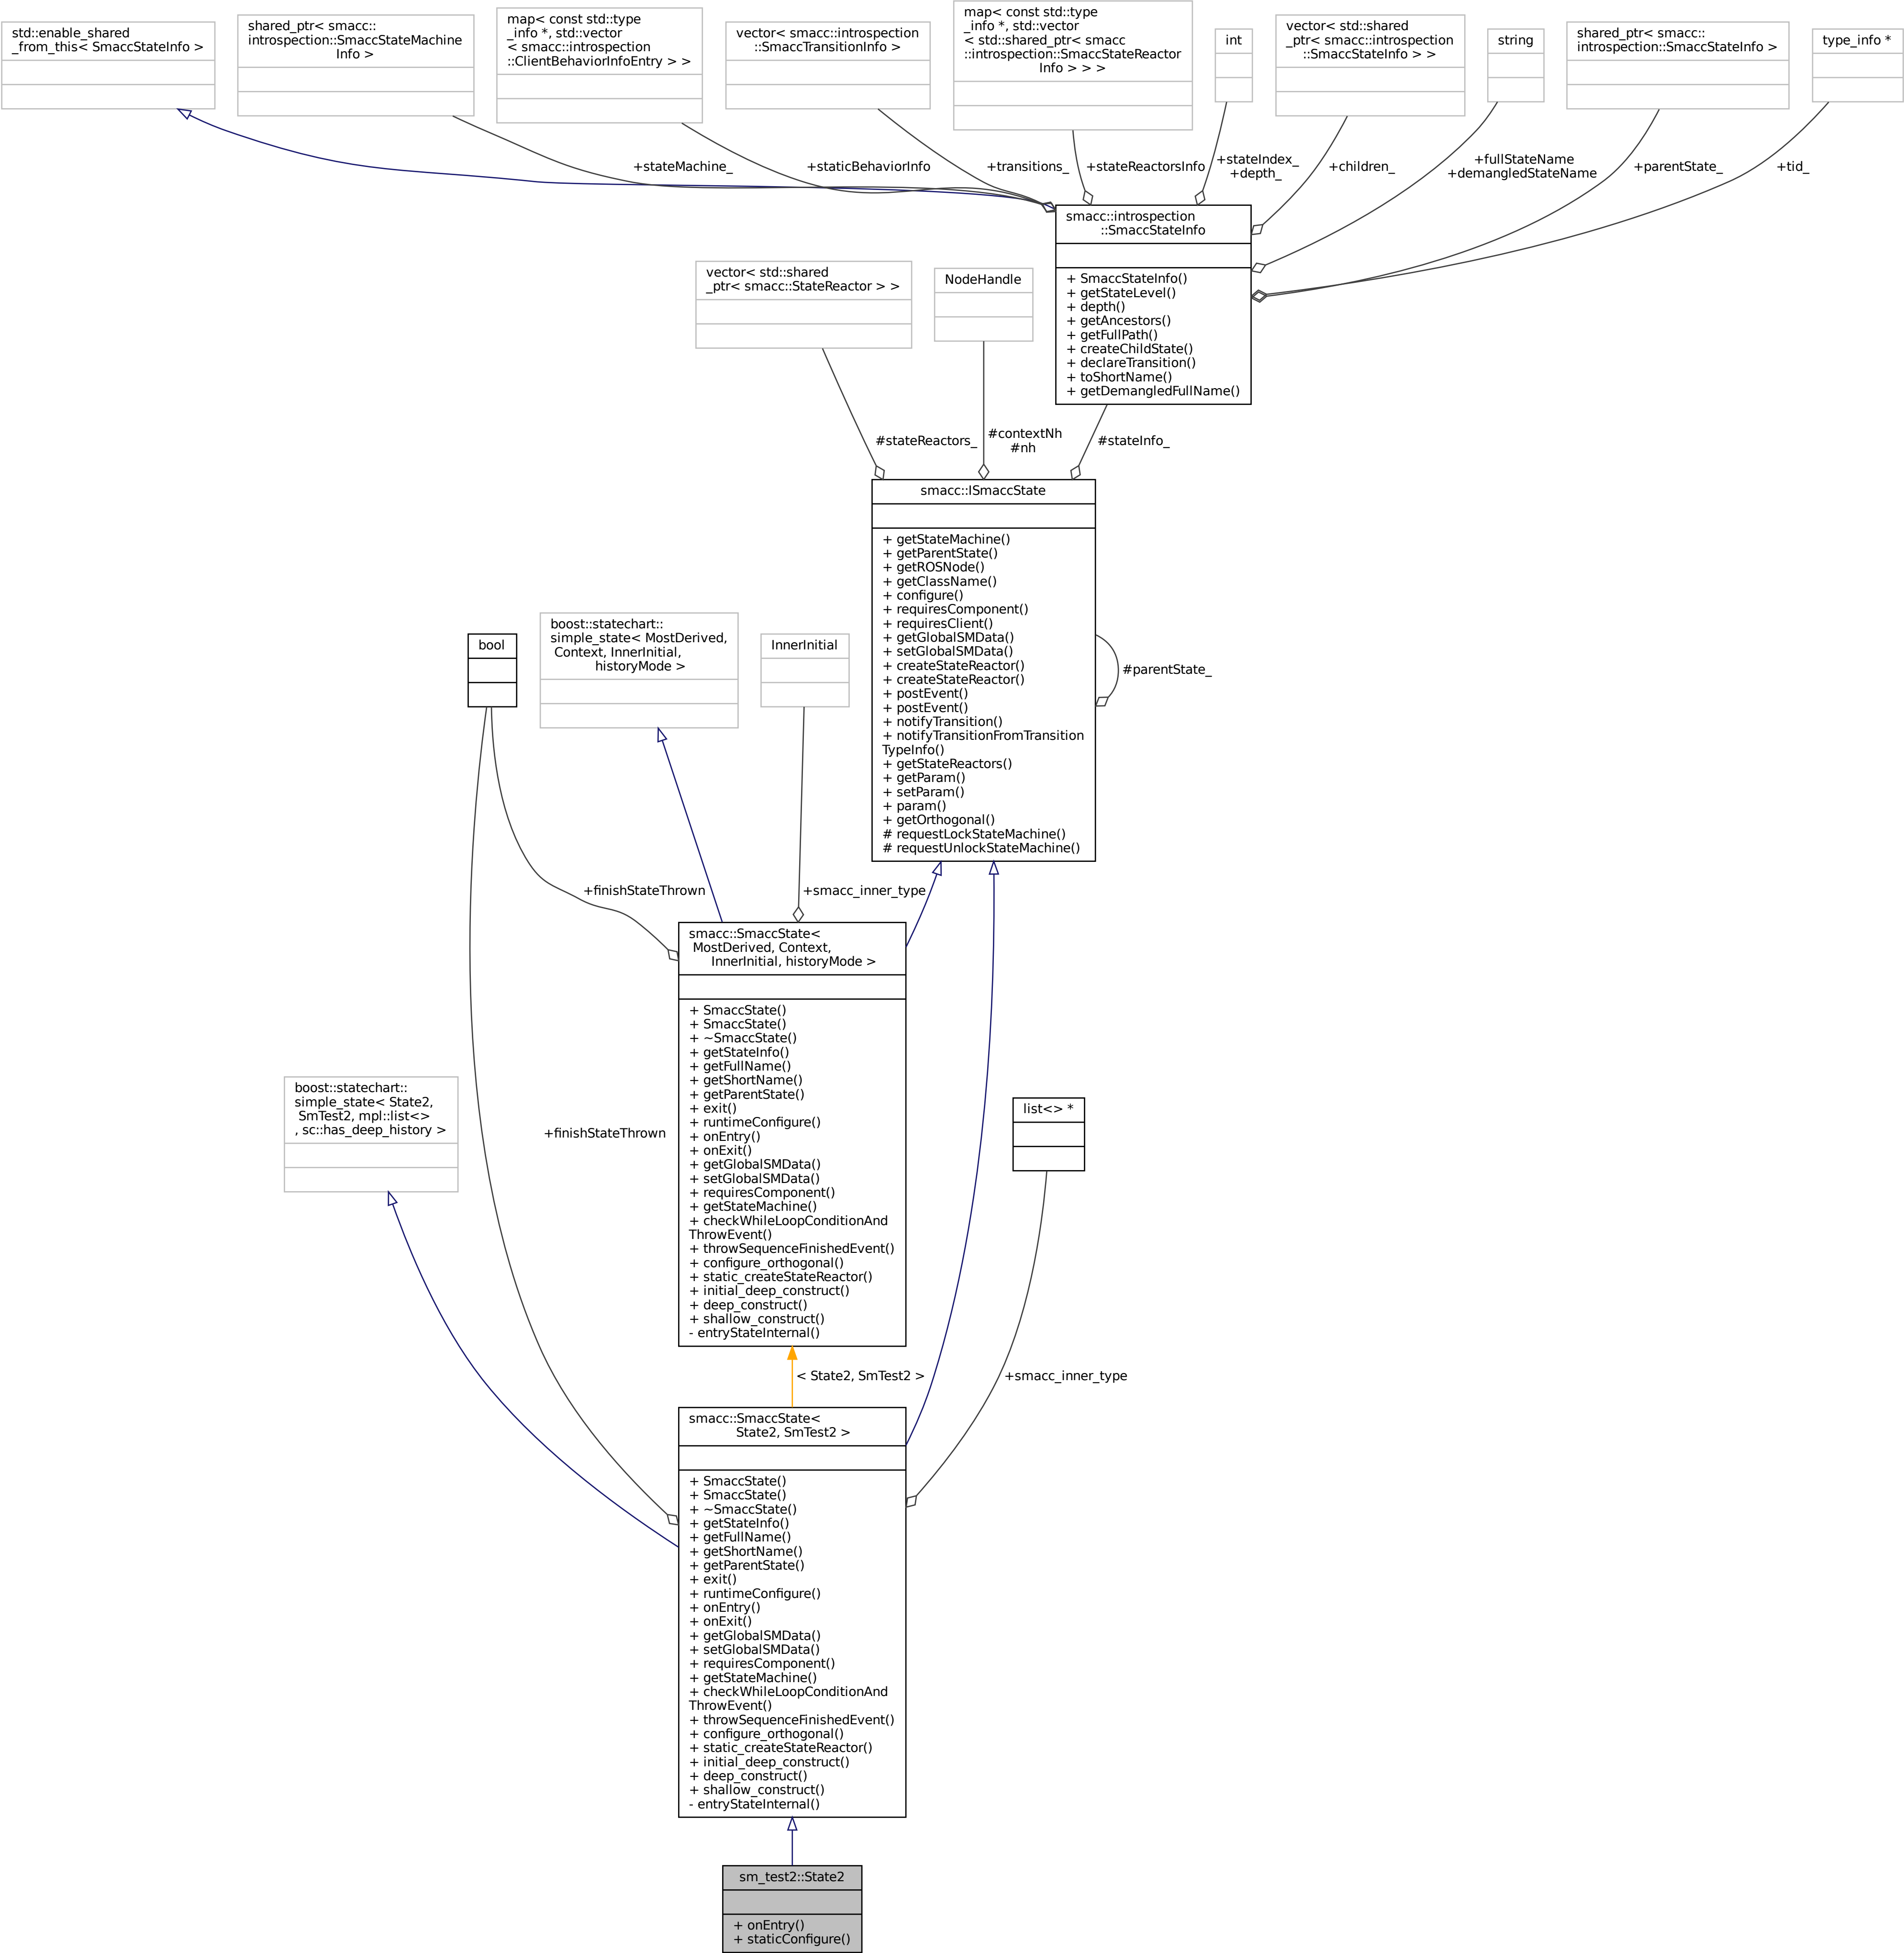 std::enable_shared
_from_this< SmaccStateInfo >
shared_ptr< smacc::
introspection::SmaccStateMachine
Info >
map< const std::type
_info *, std::vector
< smacc::introspection
::ClientBehaviorInfoEntry > >
vector< smacc::introspection
::SmaccTransitionInfo >
map< const std::type
_info *, std::vector
< std::shared_ptr< smacc
::introspection::SmaccStateReactor
Info > > >
int
vector< std::shared
_ptr< smacc::introspection
::SmaccStateInfo > >
string
shared_ptr< smacc::
introspection::SmaccStateInfo >
type_info *
+stateMachine_
+staticBehaviorInfo
+transitions_
+stateReactorsInfo
+stateIndex_
+depth_
+children_
+fullStateName
+demangledStateName
+parentState_
+tid_
smacc::introspection
::SmaccStateInfo
+ SmaccStateInfo()
+ getStateLevel()
+ depth()
+ getAncestors()
+ getFullPath()
+ createChildState()
+ declareTransition()
+ toShortName()
+ getDemangledFullName()
vector< std::shared
_ptr< smacc::StateReactor > >
NodeHandle
#stateReactors_
#contextNh
#nh
#stateInfo_
smacc::ISmaccState
+ getStateMachine()
+ getParentState()
+ getROSNode()
+ getClassName()
+ configure()
+ requiresComponent()
+ requiresClient()
+ getGlobalSMData()
+ setGlobalSMData()
+ createStateReactor()
+ createStateReactor()
+ postEvent()
+ postEvent()
+ notifyTransition()
+ notifyTransitionFromTransition
TypeInfo()
+ getStateReactors()
+ getParam()
+ setParam()
+ param()
+ getOrthogonal()
# requestLockStateMachine()
# requestUnlockStateMachine()
#parentState_
bool
boost::statechart::
simple_state< MostDerived,
Context, InnerInitial,
historyMode >
InnerInitial
+finishStateThrown
+smacc_inner_type
smacc::SmaccState<
MostDerived, Context,
InnerInitial, historyMode >
+ SmaccState()
+ SmaccState()
+ ~SmaccState()
+ getStateInfo()
+ getFullName()
+ getShortName()
+ getParentState()
+ exit()
+ runtimeConfigure()
+ onEntry()
+ onExit()
+ getGlobalSMData()
+ setGlobalSMData()
+ requiresComponent()
+ getStateMachine()
+ checkWhileLoopConditionAnd
ThrowEvent()
+ throwSequenceFinishedEvent()
+ configure_orthogonal()
+ static_createStateReactor()
+ initial_deep_construct()
+ deep_construct()
+ shallow_construct()
- entryStateInternal()
boost::statechart::
simple_state< State2,
SmTest2, mpl::list<>
, sc::has_deep_history >
+finishStateThrown
list<> *
< State2, SmTest2 >
+smacc_inner_type
smacc::SmaccState<
State2, SmTest2 >
+ SmaccState()
+ SmaccState()
+ ~SmaccState()
+ getStateInfo()
+ getFullName()
+ getShortName()
+ getParentState()
+ exit()
+ runtimeConfigure()
+ onEntry()
+ onExit()
+ getGlobalSMData()
+ setGlobalSMData()
+ requiresComponent()
+ getStateMachine()
+ checkWhileLoopConditionAnd
ThrowEvent()
+ throwSequenceFinishedEvent()
+ configure_orthogonal()
+ static_createStateReactor()
+ initial_deep_construct()
+ deep_construct()
+ shallow_construct()
- entryStateInternal()
sm_test2::State2
+ onEntry()
+ staticConfigure()